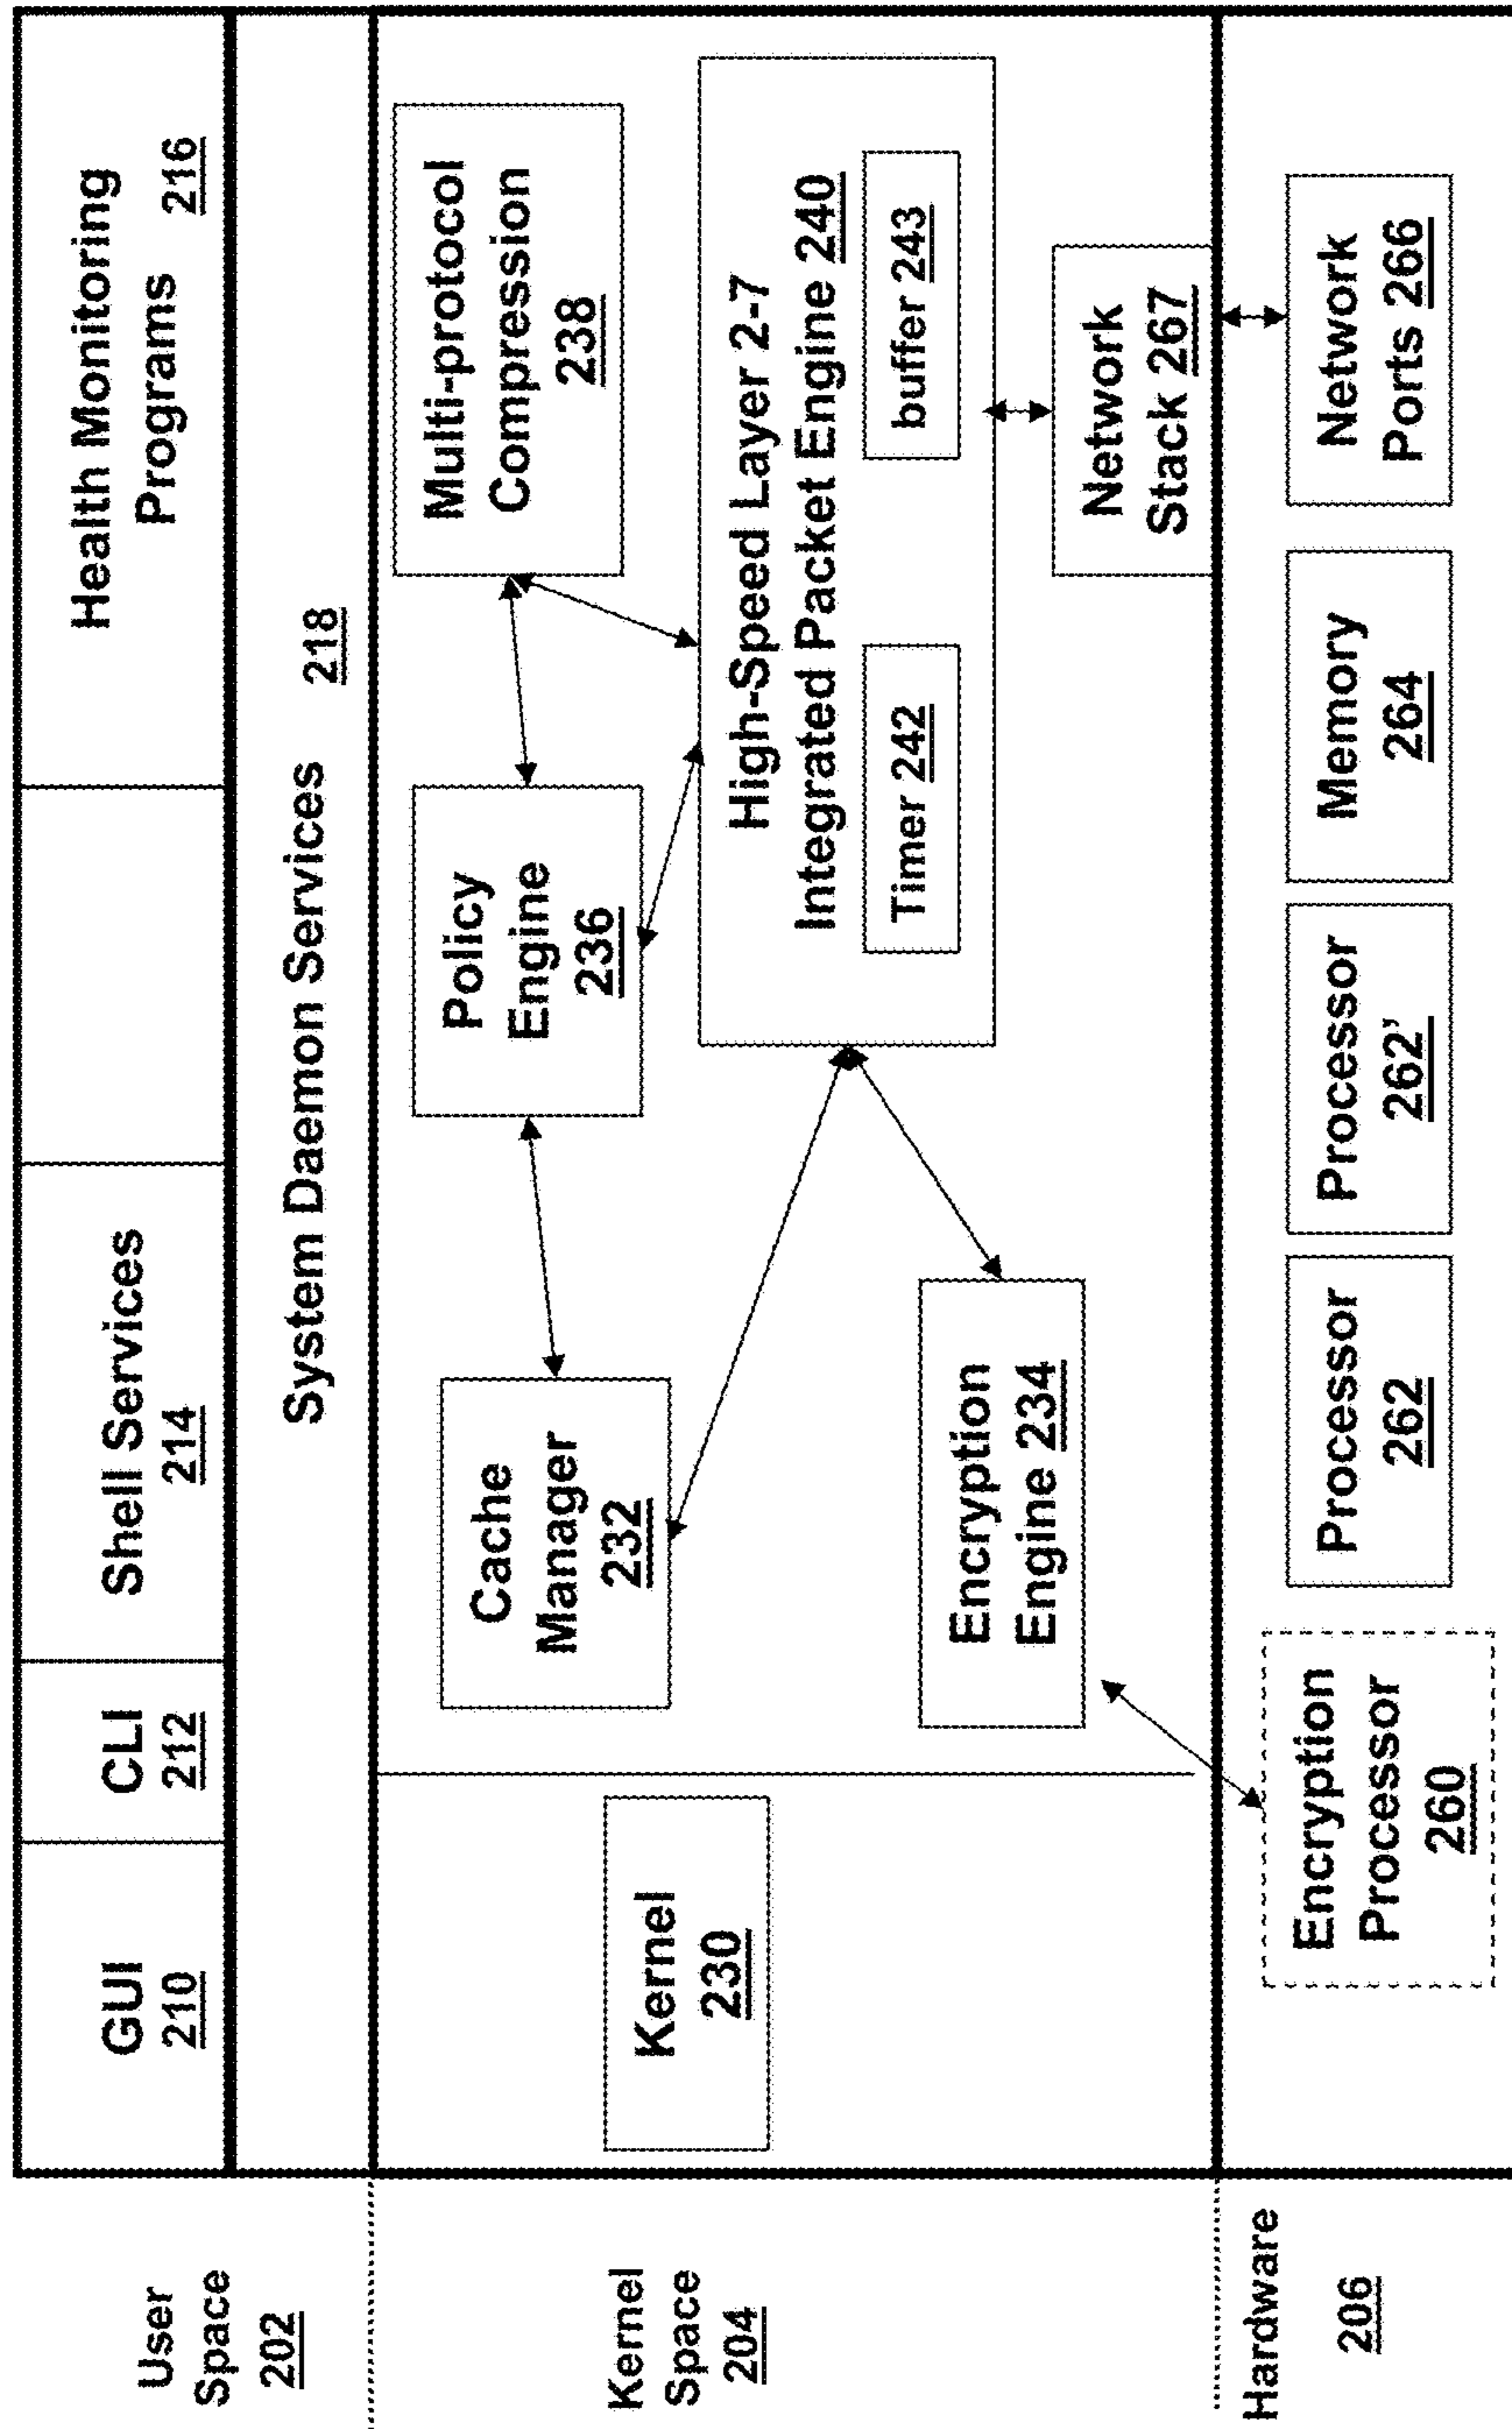 User
Space
202
GUI
210
CLI
212
Shell Services
214
Health Monitoring
Programs 216
System Daemon Services 218
Kernel
Space
204
Kernel
230
Cache
Manager
232
Policy
Engine
236
Multi-protocol
Compression
238
High-Speed Layer 2-7
Integrated Packet Engine 240
Timer 242
buffer 243
Encryption
Engine 234
Network
Stack 267
Hardware
206
Encryption
Processor
260
Processor
262
Processor
262’
Memory
264
Network
Ports 266